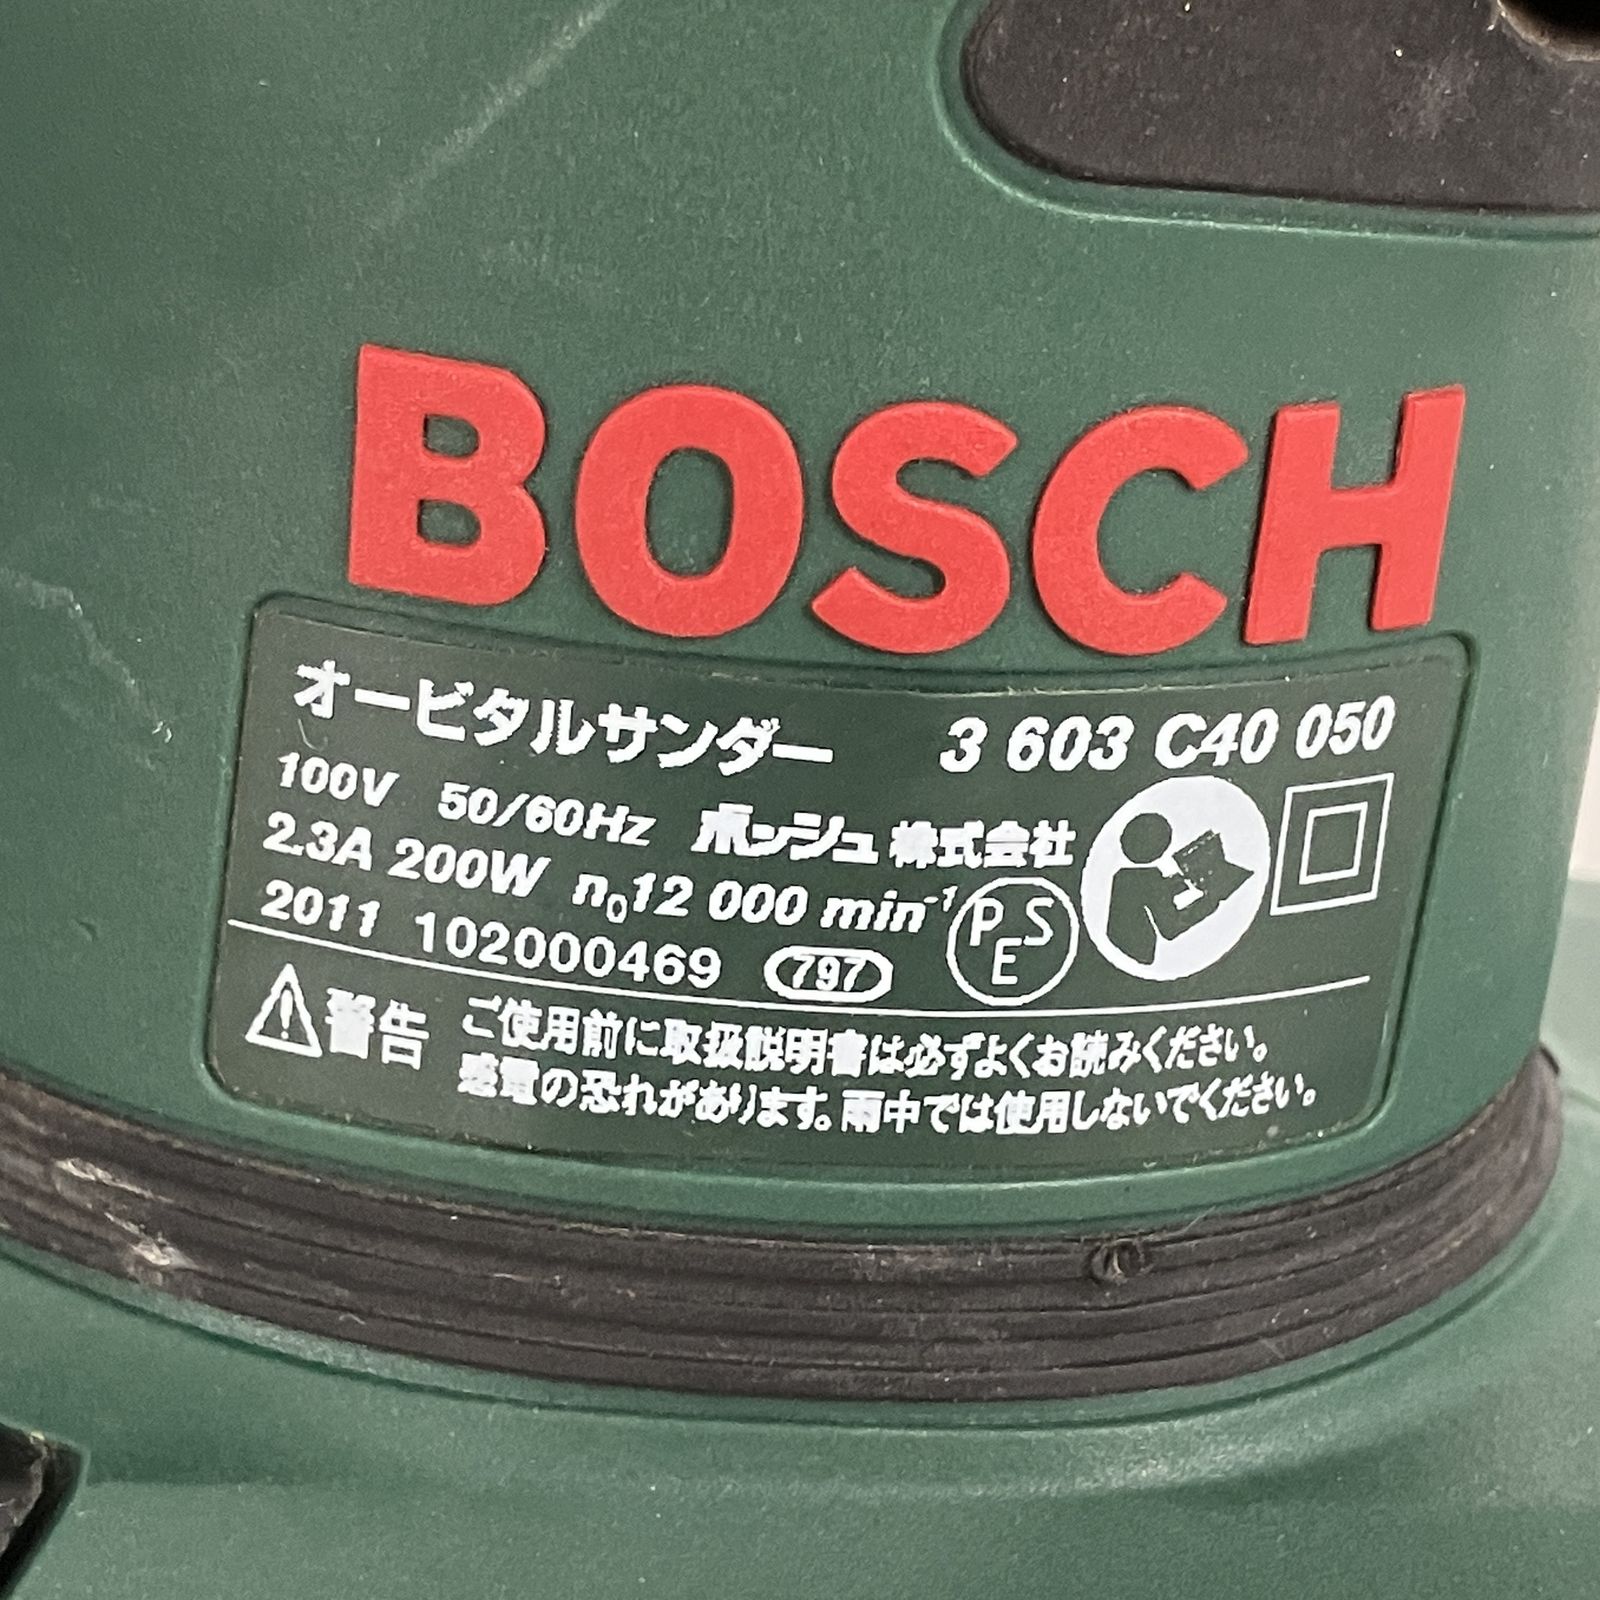 BOSCH
オービタルサンダー 3 603 C40 050
100V 50/60Hz ボッシュ株式会社
2.3A 200W n₀12 000 min⁻¹
2011 102000469 797 PSE
警告 ご使用前に取扱説明書は必ずよくお読みください。
感電の恐れがあります。雨中では使用しないでください。